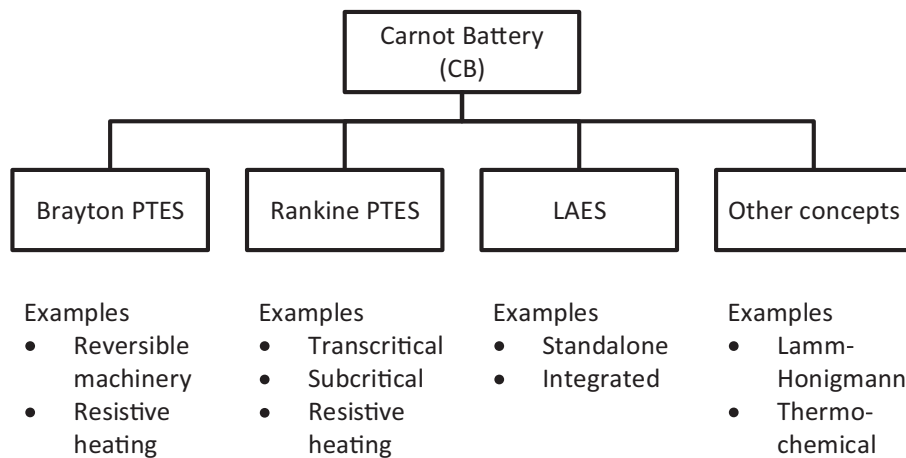 Carnot Battery
(CB)
Brayton PTES
Rankine PTES
LAES
Other concepts
Examples
• Reversible
machinery
• Resistive
heating
Examples
• Transcritical
• Subcritical
• Resistive
heating
Examples
• Standalone
• Integrated
Examples
• Lamm-
Honigmann
• Thermo-
chemical